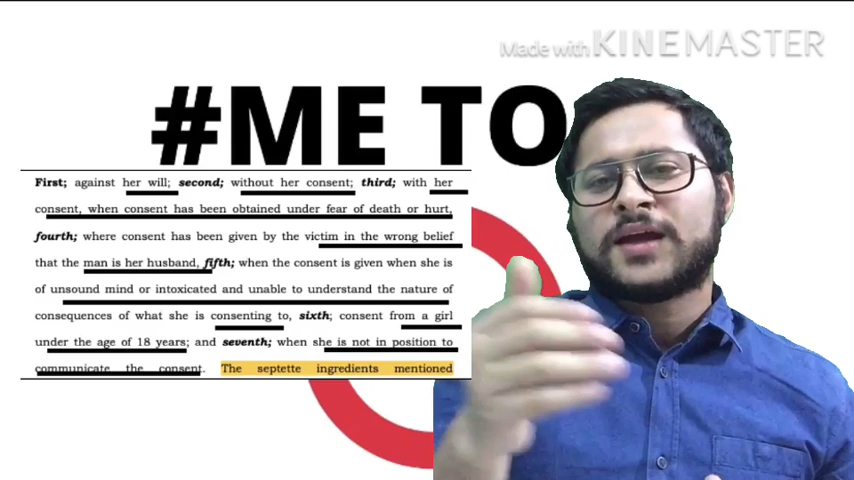 Made with KINEMASTER
#ME TO
First; against her will; second; without her consent; third; with her
consent, when consent has been obtained under fear of death or hurt,
fourth; where consent has been given by the victim in the wrong belief
that the man is her husband, fifth; when the consent is given when she is
of unsound mind or intoxicated and unable to understand the nature of
consequences of what she is consenting to, sixth; consent from a girl
under the age of 18 years; and seventh; when she is not in position to
communicate the consent. The septette ingredients mentioned